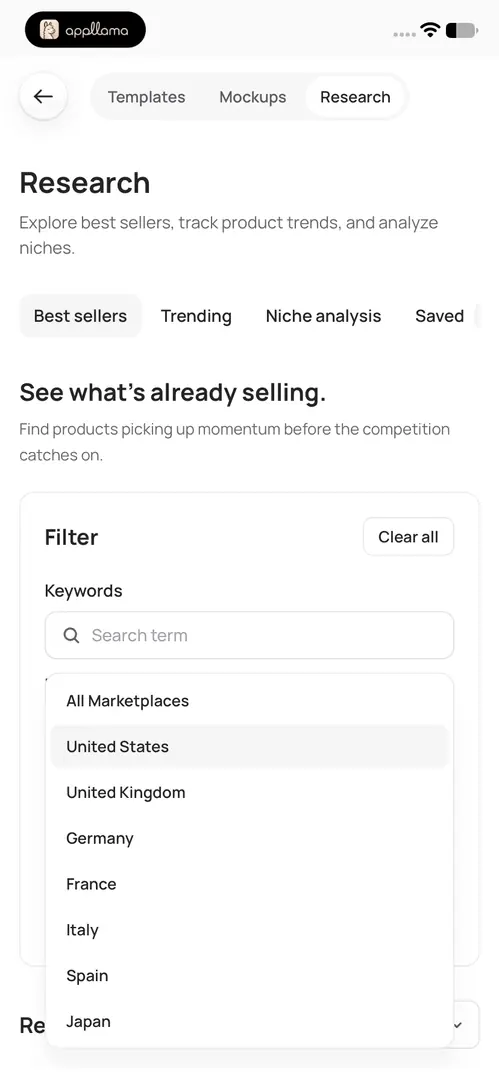 appllama
Templates
Mockups
Research
Research
Explore best sellers, track product trends, and analyze
niches.
Best sellers
Trending
Niche analysis
Saved
See what's already selling.
Find products picking up momentum before the competition
catches on.
Filter
Clear all
Keywords
Search term
All Marketplaces
United States
United Kingdom
Germany
France
Italy
Spain
Japan